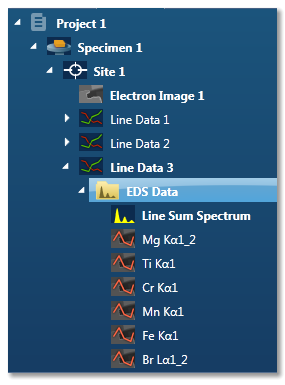 Project 1
Specimen 1
Site 1
Electron Image 1
Line Data 1
Line Data 2
Line Data 3
EDS Data
Line Sum Spectrum
Mg Kα1_2
Ti Kα1
Cr Kα1
Mn Kα1
Fe Kα1
Br Lα1_2